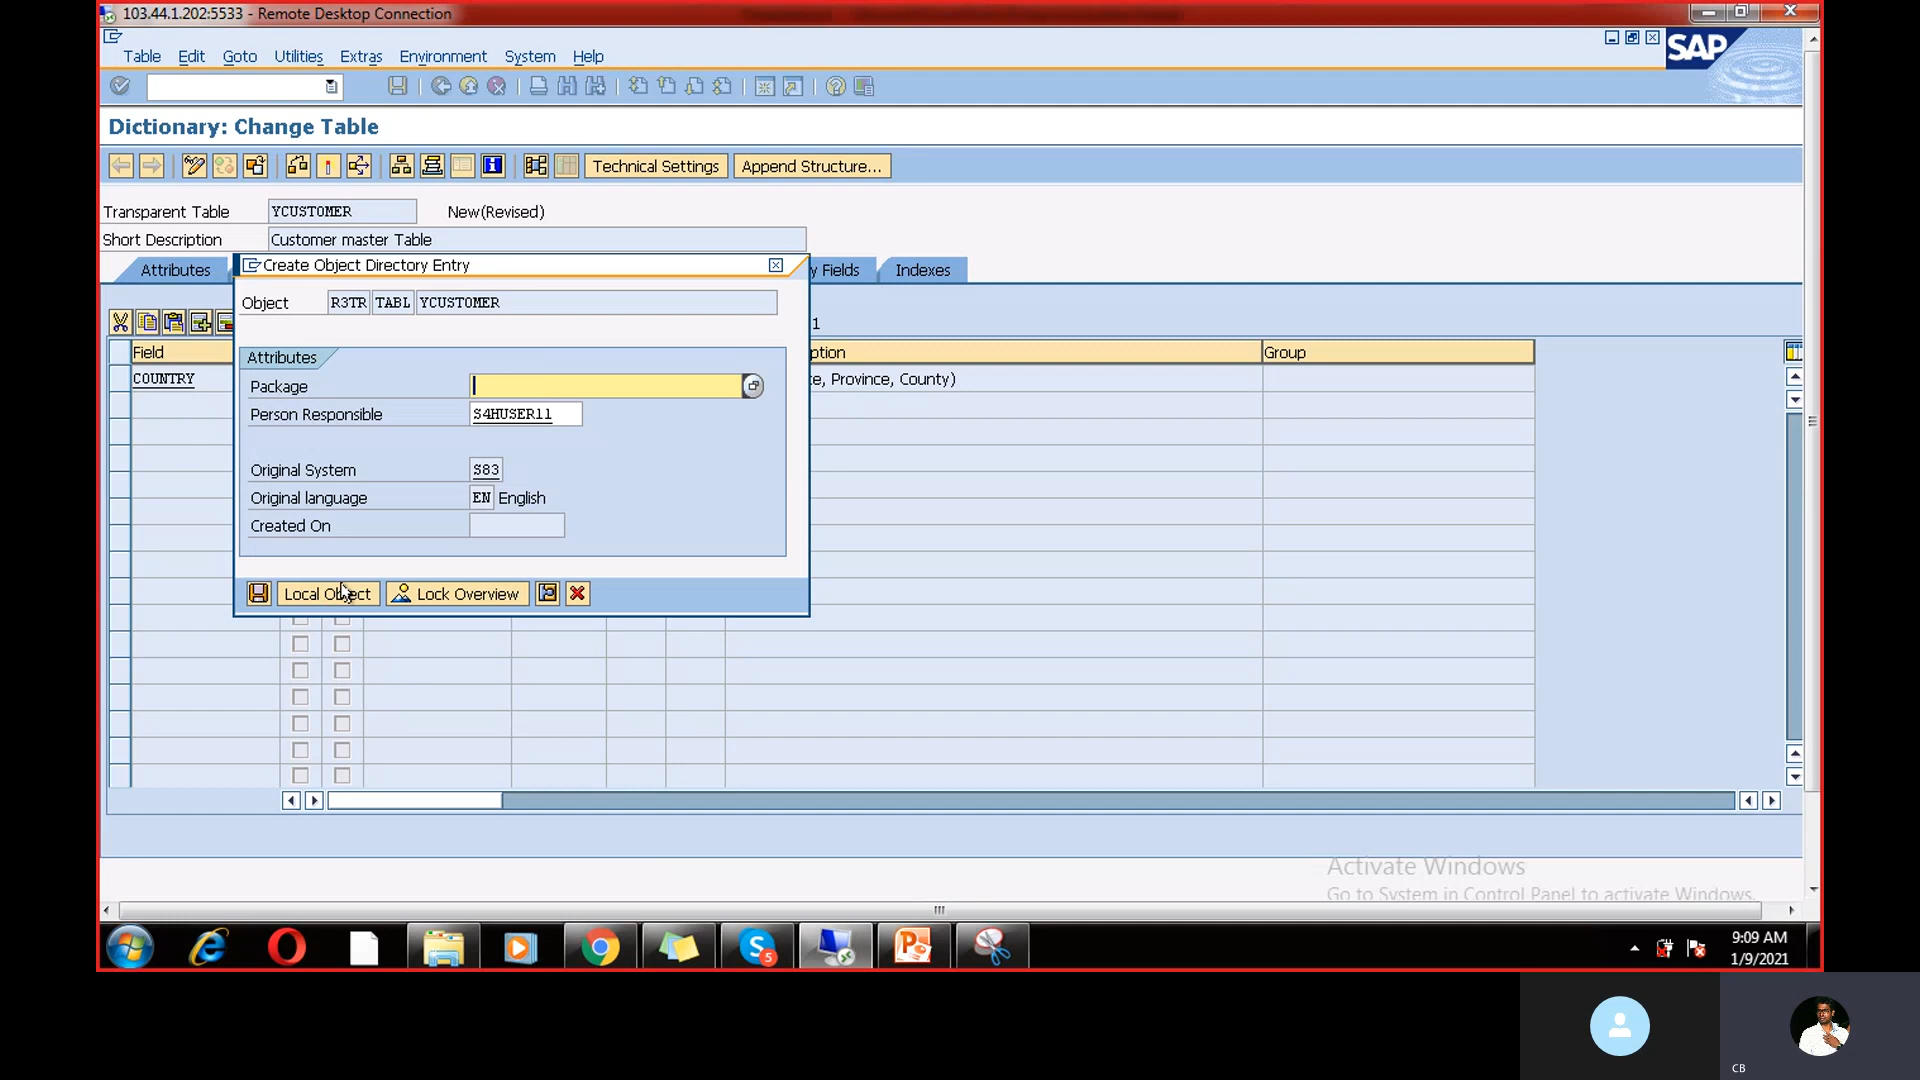 103.44.1.202:5533 - Remote Desktop Connection
Table Edit Goto Utilities Extras Environment System Help
SAP
Dictionary: Change Table
Technical Settings Append Structure...
Transparent Table YCUSTOMER New(Revised)
Short Description Customer master Table
Attributes y Fields Indexes
Create Object Directory Entry
Object R3TR TABL YCUSTOMER
1
Field ption Group
COUNTRY e, Province, County)
Attributes
Package
Person Responsible S4HUSER11
Original System S83
Original language EN English
Created On
Local Object Lock Overview
Activate Windows
Go to System in Control Panel to activate Windows.
5
9:09 AM
1/9/2021
CB